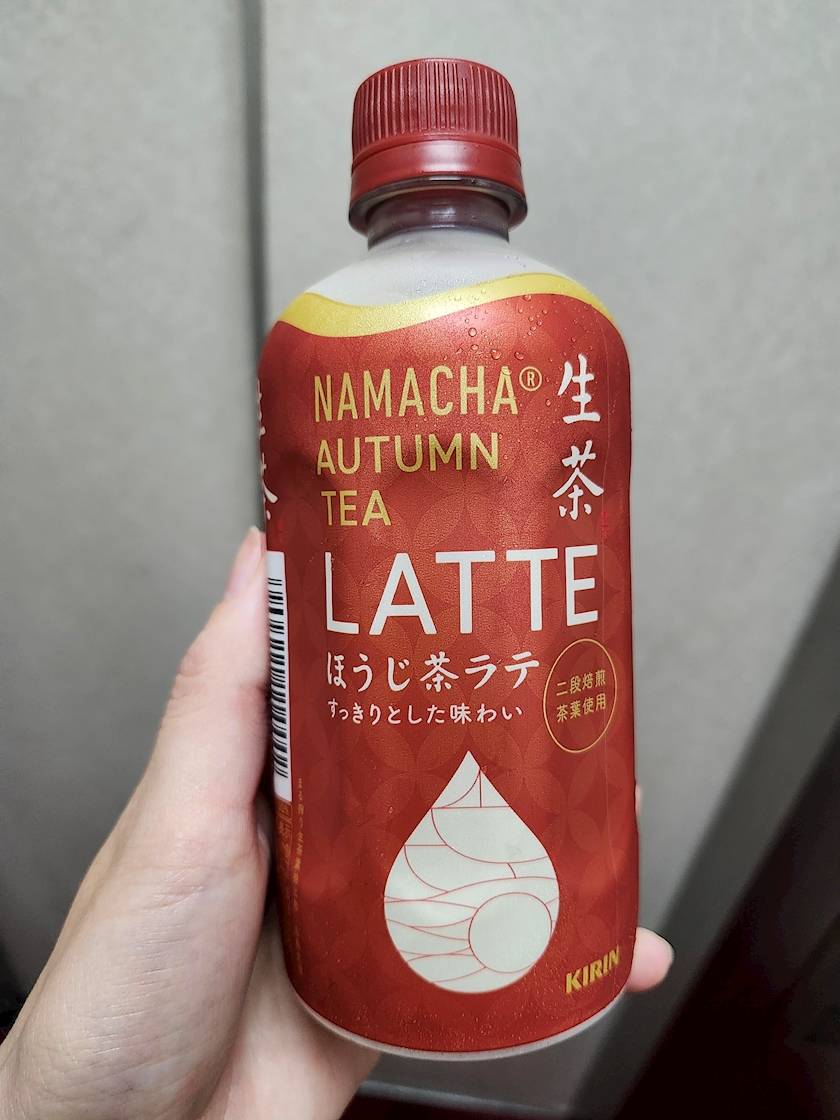 NAMACHA®
AUTUMN
TEA
生茶
LATTE
ほうじ茶ラテ
すっきりとした味わい
二段焙煎
茶葉使用
KIRIN